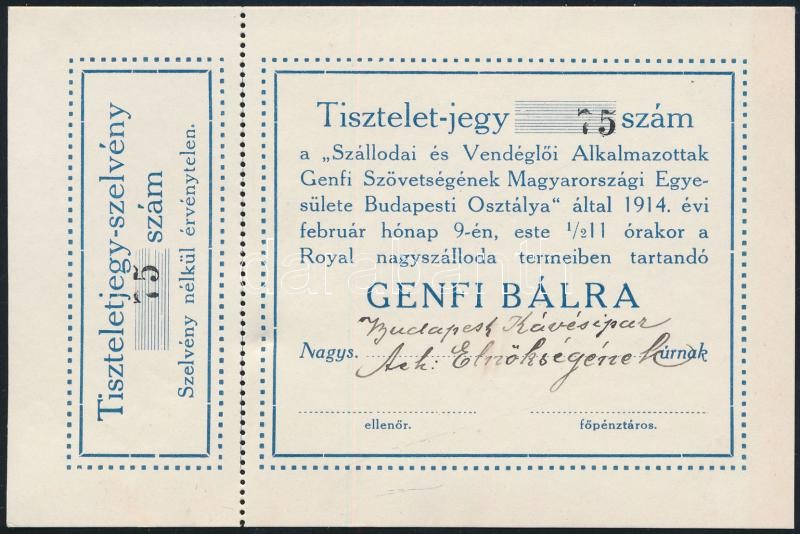 Tiszteletjegy-szelvény
75 szám
Szelvény nélkül érvénytelen.
Tisztelet-jegy 75 szám
a „Szállodai és Vendéglői Alkalmazottak
Genfi Szövetségének Magyarországi Egye-
sülete Budapesti Osztálya" által 1914. évi
február hónap 9-én, este 1/211 órakor a
Royal nagyszálloda termeiben tartandó
GENFI BÁLRA
Budapest Kávésipar
Nagys. Elnökségének úrnak
ellenőr. főpénztáros.
darabanth